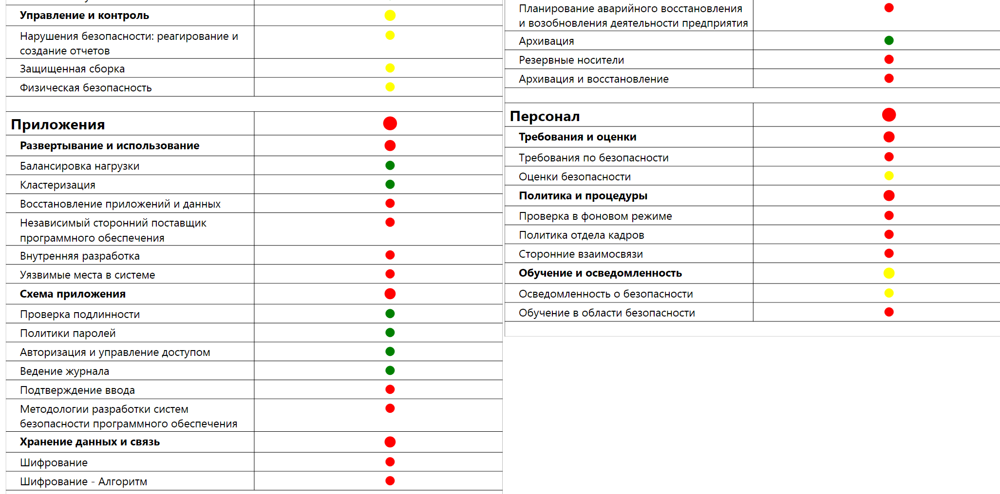 Управление и контроль
Нарушения безопасности: реагирование и
создание отчетов
Защищенная сборка
Физическая безопасность
Приложения
Развертывание и использование
Балансировка нагрузки
Кластеризация
Восстановление приложений и данных
Независимый сторонний поставщик
программного обеспечения
Внутренняя разработка
Уязвимые места в системе
Схема приложения
Проверка подлинности
Политики паролей
Авторизация и управление доступом
Ведение журнала
Подтверждение ввода
Методологии разработки систем
безопасности программного обеспечения
Хранение данных и связь
Шифрование
Шифрование - Алгоритм
Планирование аварийного восстановления
и возобновления деятельности предприятия
Архивация
Резервные носители
Архивация и восстановление
Персонал
Требования и оценки
Требования по безопасности
Оценки безопасности
Политика и процедуры
Проверка в фоновом режиме
Политика отдела кадров
Сторонние взаимосвязи
Обучение и осведомленность
Осведомленность о безопасности
Обучение в области безопасности